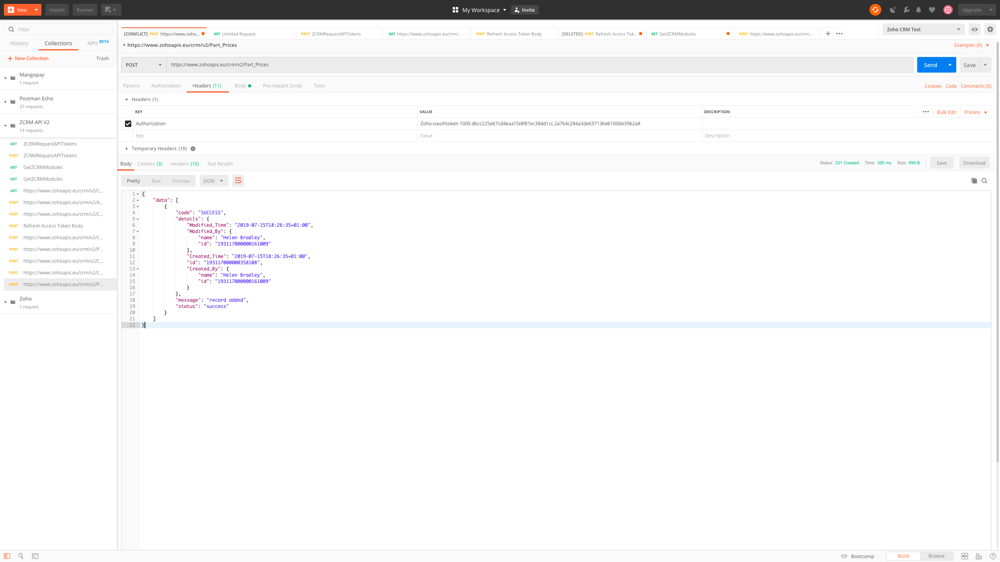 New
Import
Runner
My Workspace
Invite
Upgrade
Filter
History
Collections
APIs BETA
New Collection
Trash
Mangopay
1 request
Postman Echo
37 requests
ZCRM API V2
13 requests
GET ZCRMRequestAPITokens
POST ZCRMRequestAPITokens
GET GetZCRMModules
GET GetZCRMModules
GET https://www.zohoapis.eu/crm/v2/C...
POST https://www.zohoapis.eu/crm/v2/A...
POST https://www.zohoapis.eu/crm/v2/C...
POST Refresh Access Token Body
POST https://www.zohoapis.eu/crm/v2/C...
POST https://www.zohoapis.eu/crm/v2/P...
POST https://www.zohoapis.eu/crm/v2/C...
POST https://www.zohoapis.eu/crm/v2/C...
POST https://www.zohoapis.eu/crm/v2/P...
Zoho
1 request
[CONFLICT] POST https://www.zoho...
GET Untitled Request
POST ZCRMRequestAPITokens
GET https://www.zohoapis.eu/crm/...
POST Refresh Access Token Body
[DELETED] POST Refresh Access Tok...
GET GetZCRMModules
POST https://www.zohoapis.eu/crm...
Zoho CRM Test
https://www.zohoapis.eu/crm/v2/Part_Prices
Examples (0)
POST
https://www.zohoapis.eu/crm/v2/Part_Prices
Send
Save
Params
Authorization
Headers (11)
Body
Pre-request Script
Tests
Cookies
Code
Comments (0)
Headers (1)
KEY
VALUE
DESCRIPTION
Bulk Edit
Presets
Authorization
Zoho-oauthtoken 1000.dbcc225eb7cd4eaa1fa8f81ec384d1cc.2a764c284a3de637136eb100bb39b2a8
Key
Value
Description
Temporary Headers (10)
Body
Cookies (3)
Headers (16)
Test Results
Status: 201 Created
Time: 395 ms
Size: 896 B
Save
Download
Pretty
Raw
Preview
JSON
1 {
2 "data": [
3 {
4 "code": "SUCCESS",
5 "details": {
6 "Modified_Time": "2019-07-15T18:26:35+01:00",
7 "Modified_By": {
8 "name": "Helen Bradley",
9 "id": "193117000000161009"
10 },
11 "Created_Time": "2019-07-15T18:26:35+01:00",
12 "id": "193117000000358108",
13 "Created_By": {
14 "name": "Helen Bradley",
15 "id": "193117000000161009"
16 }
17 },
18 "message": "record added",
19 "status": "success"
20 }
21 ]
22 }
Bootcamp
Build
Browse